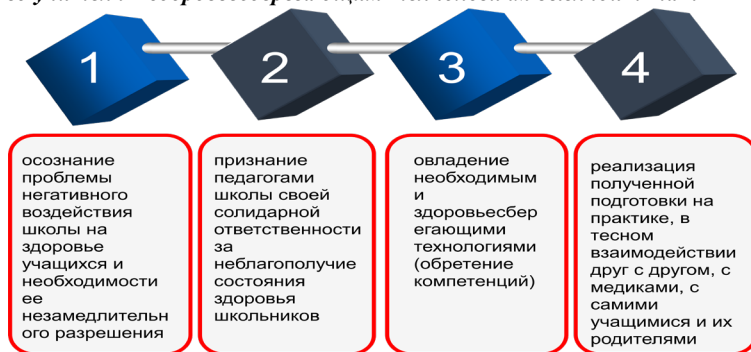 1
2
3
4
осознание
проблемы
негативного
воздействия
школы на
здоровье
учащихся и
необходимости
ее
незамедлительн
ого разрешения
признание
педагогами
школы своей
солидарной
ответственности
за
неблагополучие
состояния
здоровья
школьников
овладение
необходимым
и
здоровьесбер
егающими
технологиями
(обретение
компетенций)
реализация
полученной
подготовки на
практике, в
тесном
взаимодействии
друг с другом, с
медиками, с
самими
учащимися и их
родителями